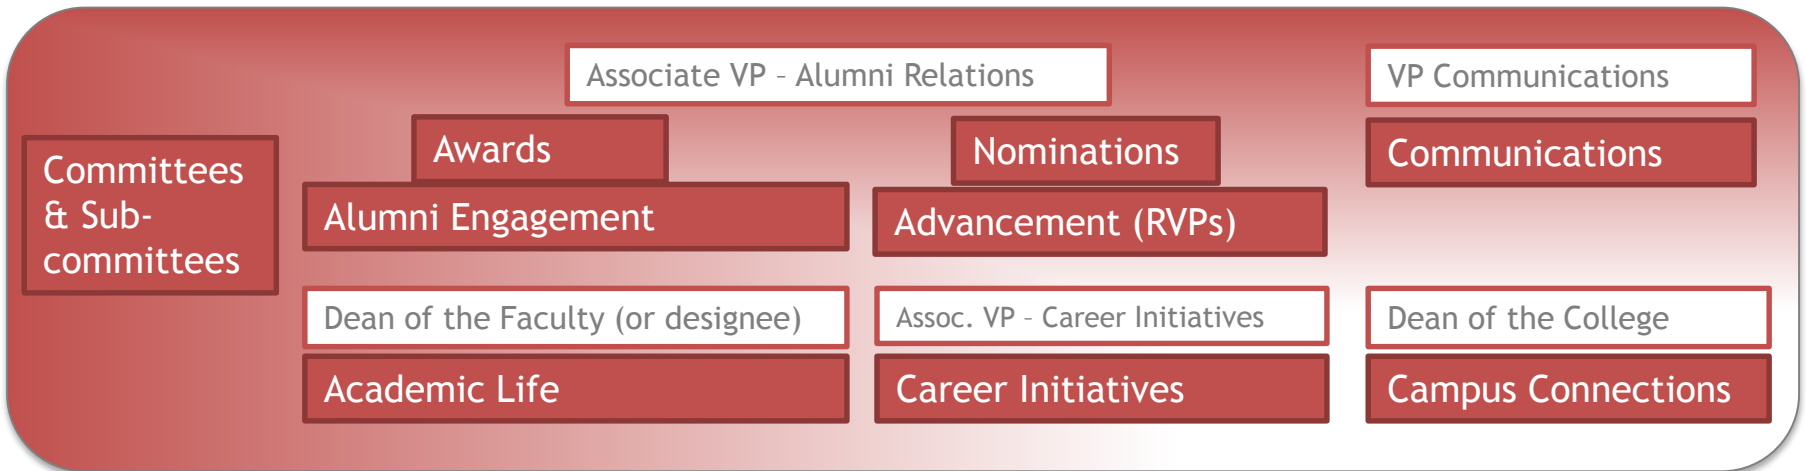 Associate VP – Alumni Relations
VP Communications
Committees
& Sub-
committees
Awards
Nominations
Communications
Alumni Engagement
Advancement (RVPs)
Dean of the Faculty (or designee)
Assoc. VP – Career Initiatives
Dean of the College
Academic Life
Career Initiatives
Campus Connections